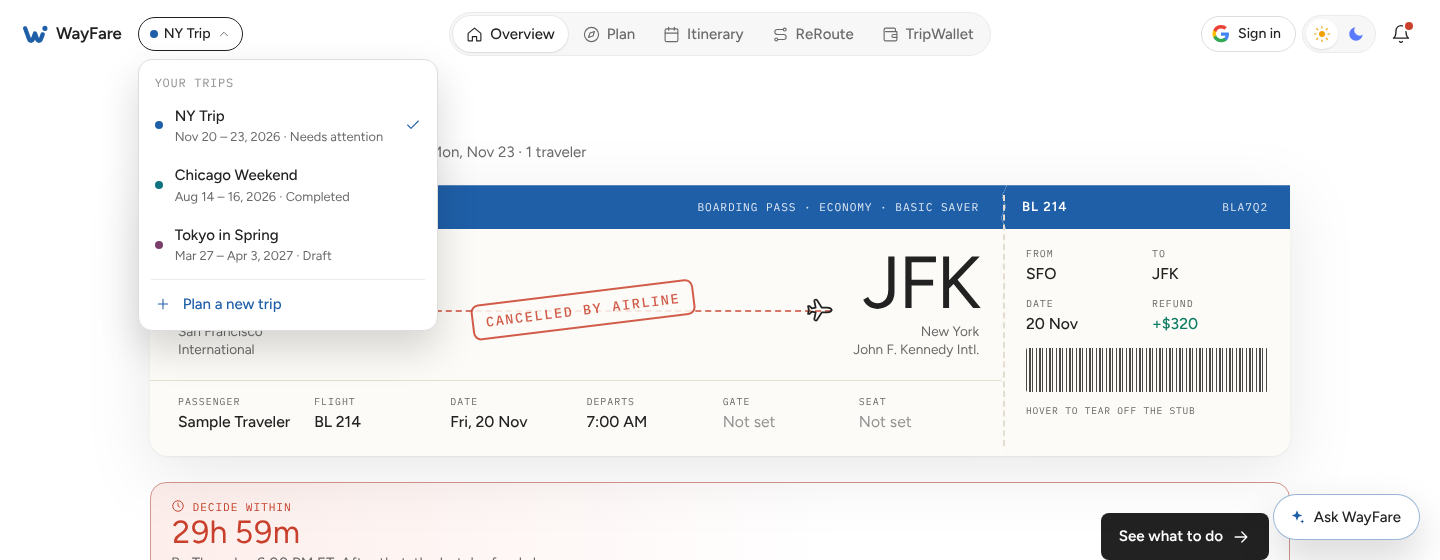 WayFare
NY Trip
Overview
Plan
Itinerary
ReRoute
TripWallet
Sign in
YOUR TRIPS
NY Trip
Nov 20 – 23, 2026 · Needs attention
Chicago Weekend
Aug 14 – 16, 2026 · Completed
Tokyo in Spring
Mar 27 – Apr 3, 2027 · Draft
Plan a new trip
Mon, Nov 23 · 1 traveler
BOARDING PASS · ECONOMY · BASIC SAVER
BL 214
BLA7Q2
CANCELLED BY AIRLINE
JFK
San Francisco
International
New York
John F. Kennedy Intl.
FROM
SFO
TO
JFK
DATE
20 Nov
REFUND
+$320
HOVER TO TEAR OFF THE STUB
PASSENGER
Sample Traveler
FLIGHT
BL 214
DATE
Fri, 20 Nov
DEPARTS
7:00 AM
GATE
Not set
SEAT
Not set
DECIDE WITHIN
29h 59m
See what to do
Ask WayFare